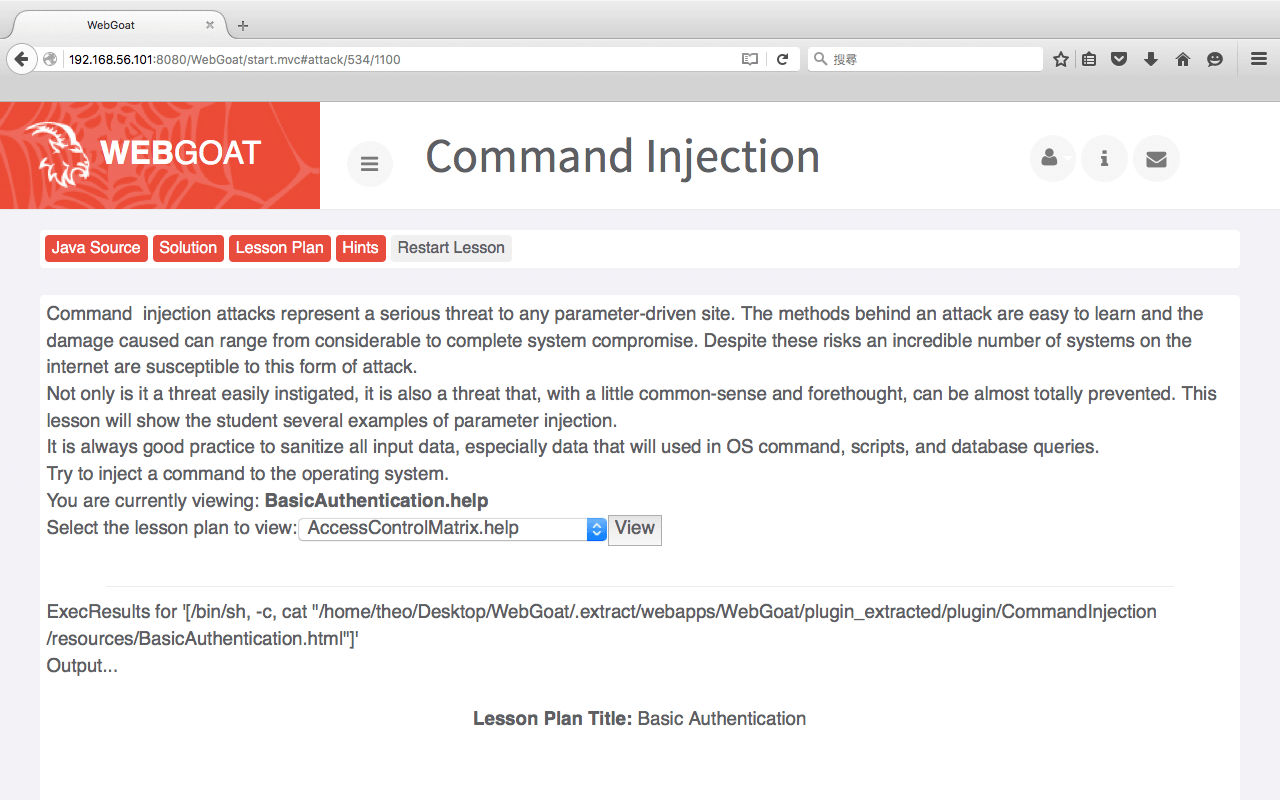 WebGoat
192.168.56.101:8080/WebGoat/start.mvc#attack/534/1100
搜尋
WEBGOAT
Command Injection
Java Source Solution Lesson Plan Hints Restart Lesson
Command  injection attacks represent a serious threat to any parameter-driven site. The methods behind an attack are easy to learn and the
damage caused can range from considerable to complete system compromise. Despite these risks an incredible number of systems on the
internet are susceptible to this form of attack.
Not only is it a threat easily instigated, it is also a threat that, with a little common-sense and forethought, can be almost totally prevented. This
lesson will show the student several examples of parameter injection.
It is always good practice to sanitize all input data, especially data that will used in OS command, scripts, and database queries.
Try to inject a command to the operating system.
You are currently viewing: BasicAuthentication.help
Select the lesson plan to view: AccessControlMatrix.help View
ExecResults for '[/bin/sh, -c, cat "/home/theo/Desktop/WebGoat/.extract/webapps/WebGoat/plugin_extracted/plugin/CommandInjection
/resources/BasicAuthentication.html"]'
Output...
Lesson Plan Title: Basic Authentication